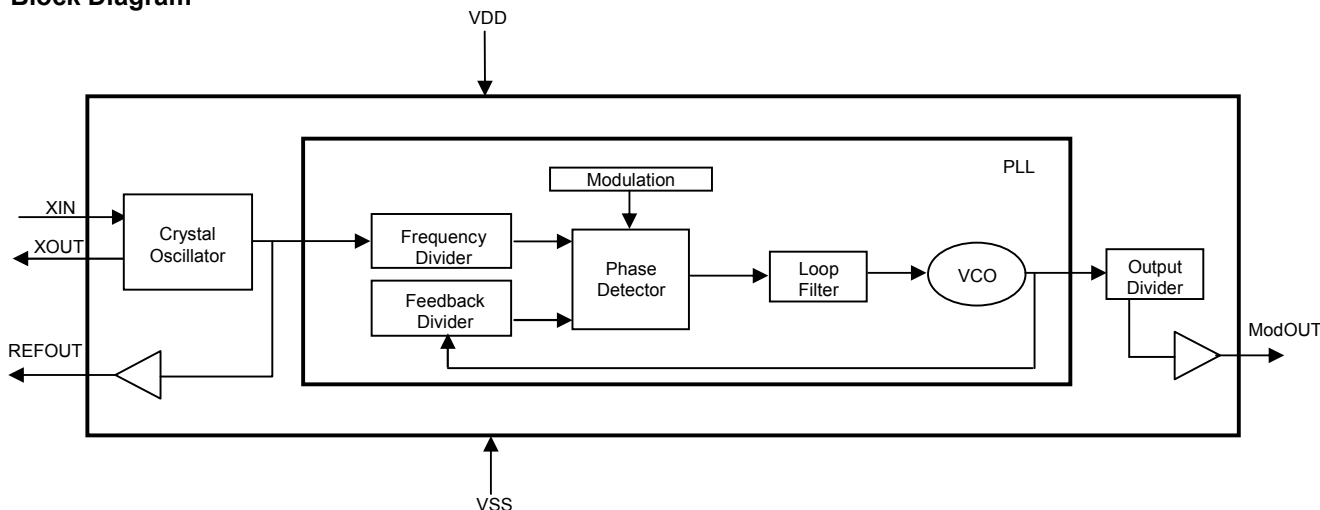 Block Diagram
VDD
PLL
Modulation
XIN
XOUT
Crystal
Oscillator
Frequency
Divider
Feedback
Divider
Phase
Detector
Loop
Filter
VCO
Output
Divider
ModOUT
REFOUT
VSS